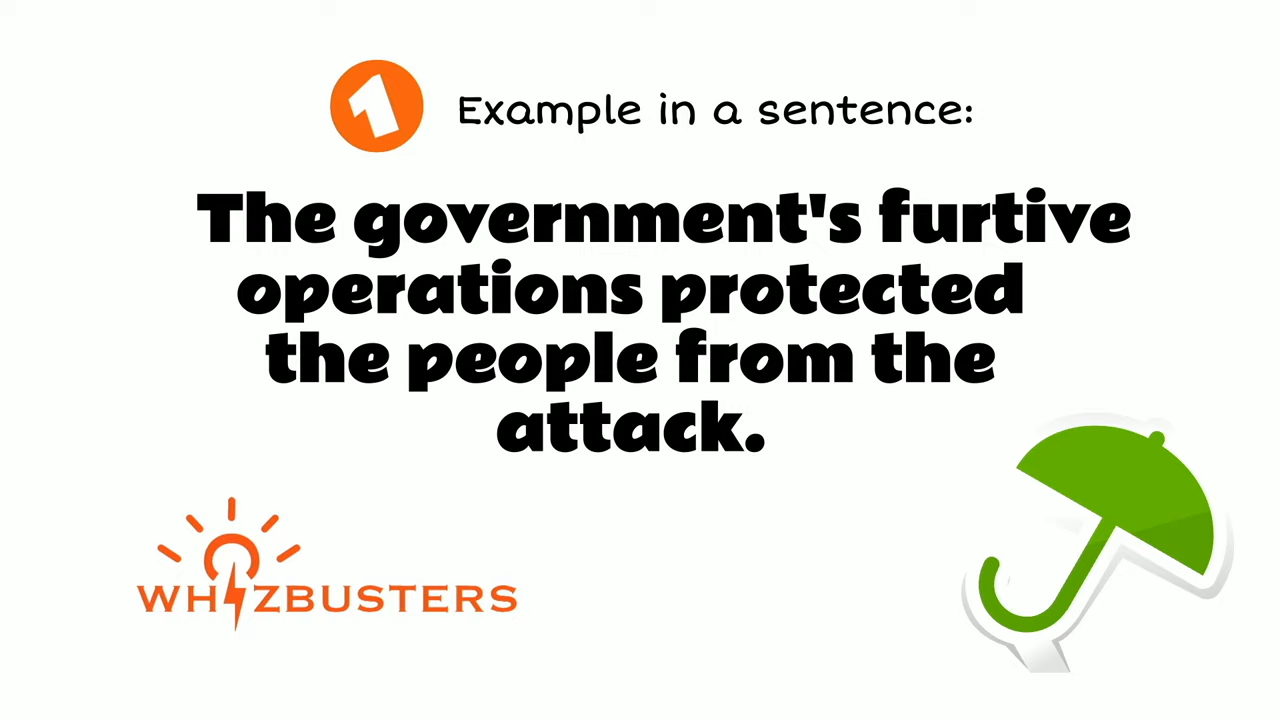 1 Example in a sentence:
The government's furtive
operations protected
the people from the
attack.
WHIZBUSTERS